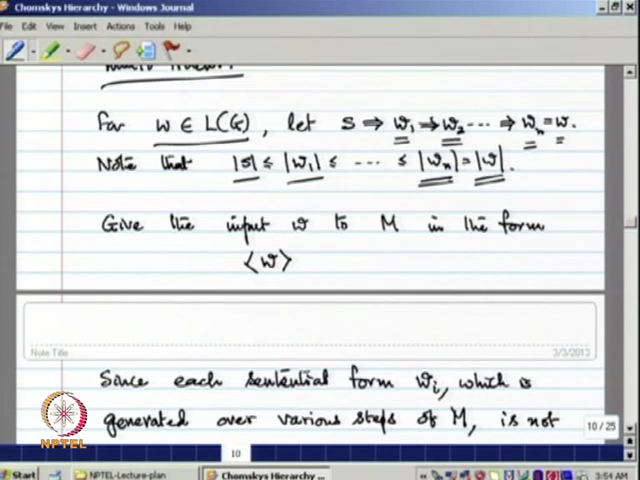 Chomskys Hierarchy - Windows Journal
File Edit View Insert Actions Tools Help
For w ∈ L(G), let S ⇒ w₁ ⇒ w₂ ··· ⇒ wₙ = w.
Note that |S| ≤ |w₁| ≤ ··· ≤ |wₙ| = |w|.
Give the input w to M in the form
⟨w⟩
Note Title
3/3/2013
Since each sentential form wᵢ, which is
generated over various steps of M, is not
NPTEL
10
10 / 25
Start NPTEL-Lecture-plan Chomskys Hierarchy - ... 3:54 AM